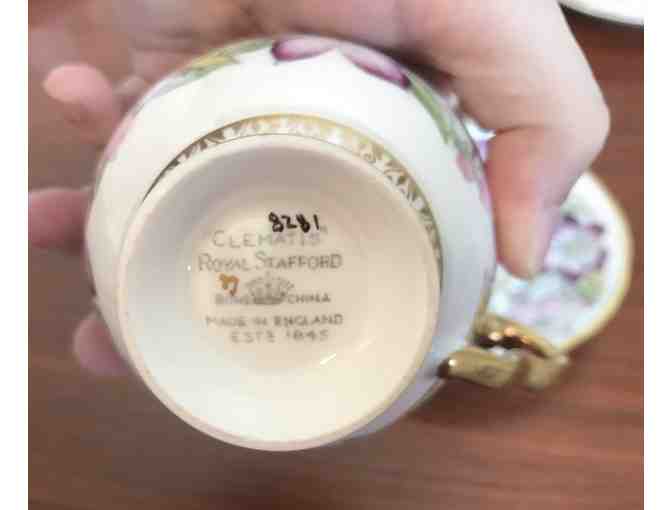 8281
"CLEMATIS"
ROYAL STAFFORD
BONE CHINA
MADE IN ENGLAND
ESTD 1845